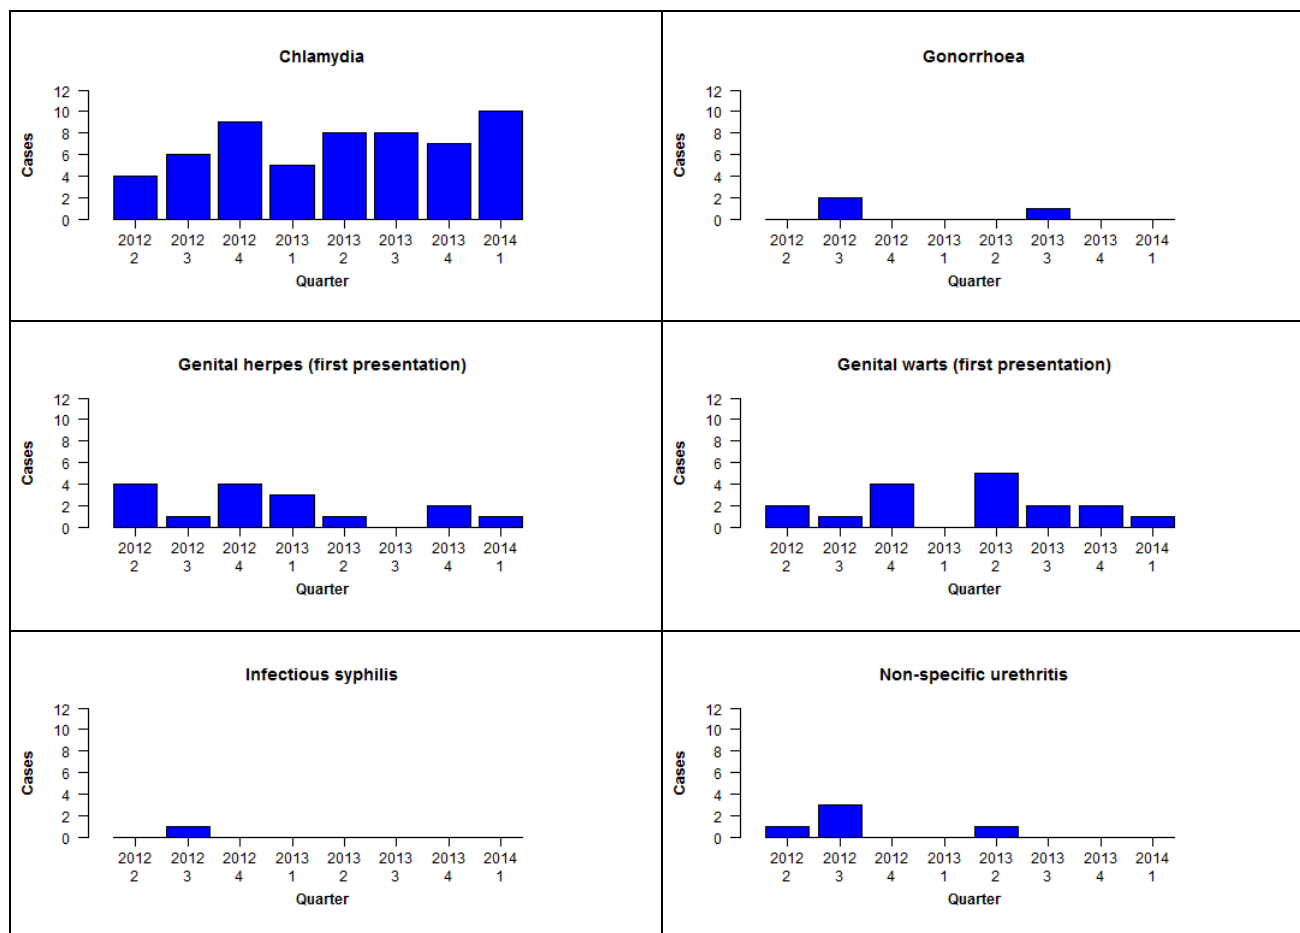 Chlamydia
12
10
8
6
4
2
0
Cases
2012 2012 2012 2013 2013 2013 2013 2014
2 3 4 1 2 3 4 1
Quarter
Gonorrhoea
12
10
8
6
4
2
0
Cases
2012 2012 2012 2013 2013 2013 2013 2014
2 3 4 1 2 3 4 1
Quarter
Genital herpes (first presentation)
12
10
8
6
4
2
0
Cases
2012 2012 2012 2013 2013 2013 2013 2014
2 3 4 1 2 3 4 1
Quarter
Genital warts (first presentation)
12
10
8
6
4
2
0
Cases
2012 2012 2012 2013 2013 2013 2013 2014
2 3 4 1 2 3 4 1
Quarter
Infectious syphilis
12
10
8
6
4
2
0
Cases
2012 2012 2012 2013 2013 2013 2013 2014
2 3 4 1 2 3 4 1
Quarter
Non-specific urethritis
12
10
8
6
4
2
0
Cases
2012 2012 2012 2013 2013 2013 2013 2014
2 3 4 1 2 3 4 1
Quarter